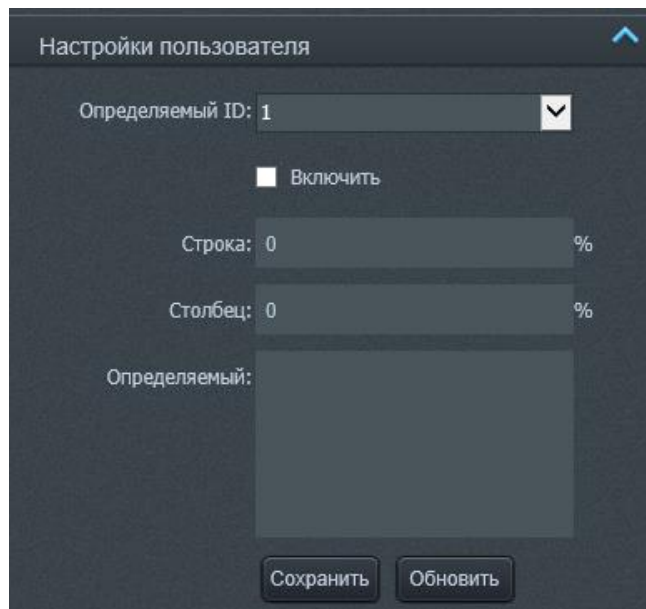 Настройки пользователя
Определяемый ID: 1
Включить
Строка: 0 %
Столбец: 0 %
Определяемый:
Сохранить Обновить